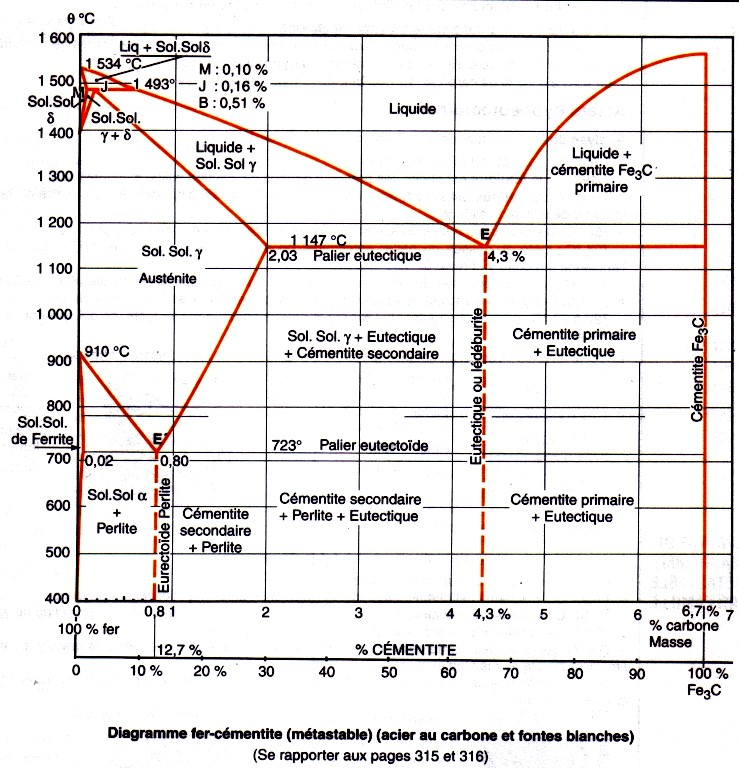 θ °C
1 600
Liq + Sol.Solδ
1 534 °C
M : 0,10 %
J : 0,16 %
B : 0,51 %
1 500
M
J
1 493°
Sol.Sol
δ
Sol.Sol.
γ + δ
Liquide
1 400
Liquide +
Sol. Sol γ
Liquide +
cémentite Fe₃C
primaire
1 300
1 200
E
1 147 °C
2,03
Palier eutectique
4,3 %
1 100
Sol. Sol. γ
Austénite
1 000
Sol. Sol. γ + Eutectique
+ Cémentite secondaire
Eutectique ou lédéburite
Cémentite primaire
+ Eutectique
Cémentite Fe₃C
900
910 °C
800
Sol.Sol.
de Ferrite
E'
723°
Palier eutectoïde
700
0,02
0,80
Sol.Sol α
+
Perlite
Eurectoïde Perlite
Cémentite
secondaire
+ Perlite
Cémentite secondaire
+ Perlite + Eutectique
Cémentite primaire
+ Eutectique
600
500
400
0
0,8
1
2
3
4
4,3 %
5
6
6,7 %
7
100 % fer
% carbone
Masse
12,7 %
% CÉMENTITE
0
10 %
20 %
30
40
50
60
70
80
90
100 %
Fe₃C
Diagramme fer-cémentite (métastable) (acier au carbone et fontes blanches)
(Se rapporter aux pages 315 et 316)